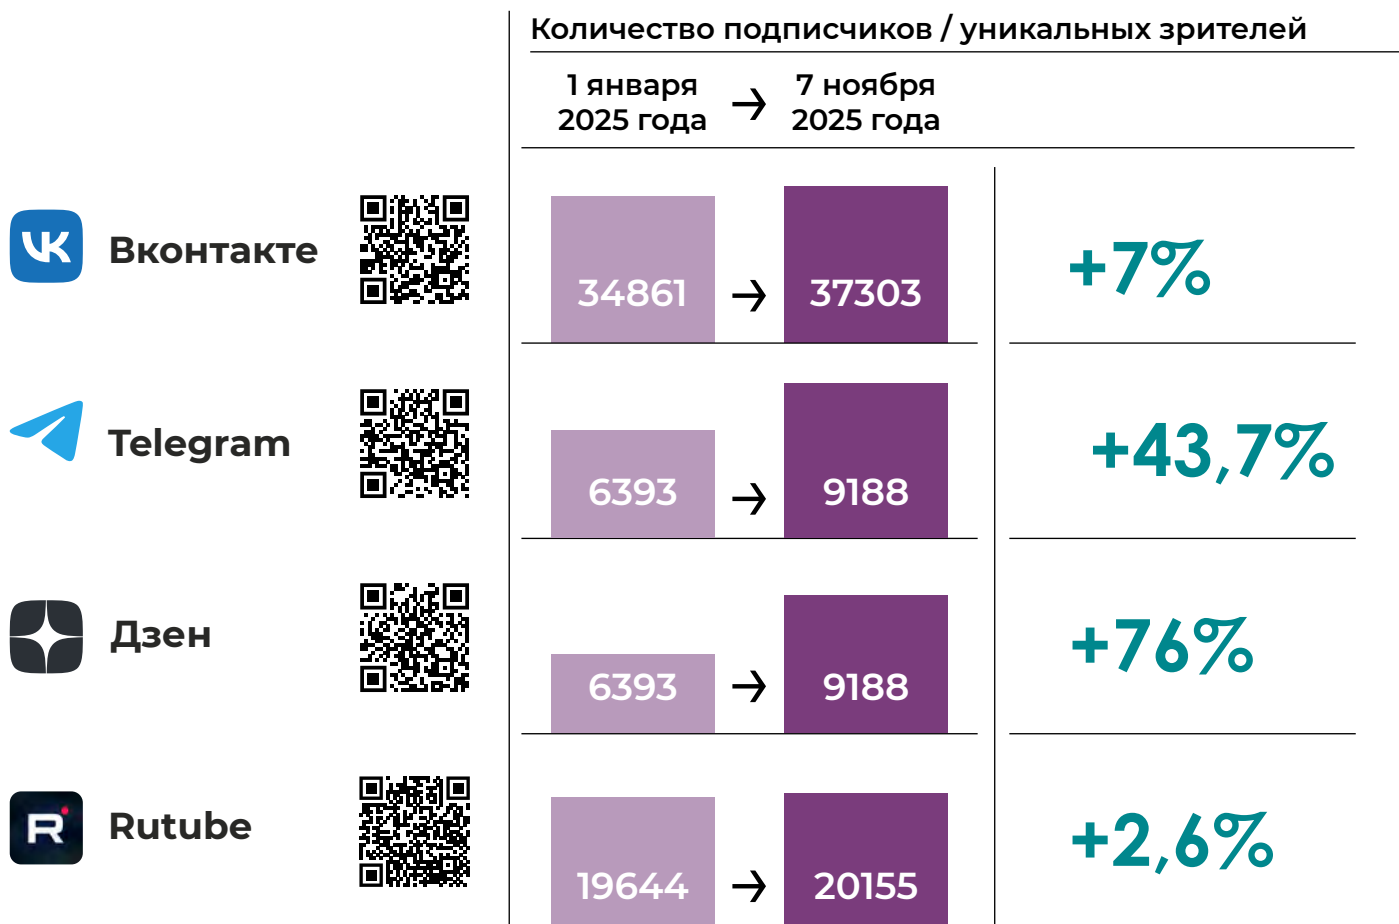 Количество подписчиков / уникальных зрителей
1 января 2025 года → 7 ноября 2025 года
VK Вконтакте 34861 → 37303 +7%
Telegram 6393 → 9188 +43,7%
Дзен 6393 → 9188 +76%
R Rutube 19644 → 20155 +2,6%